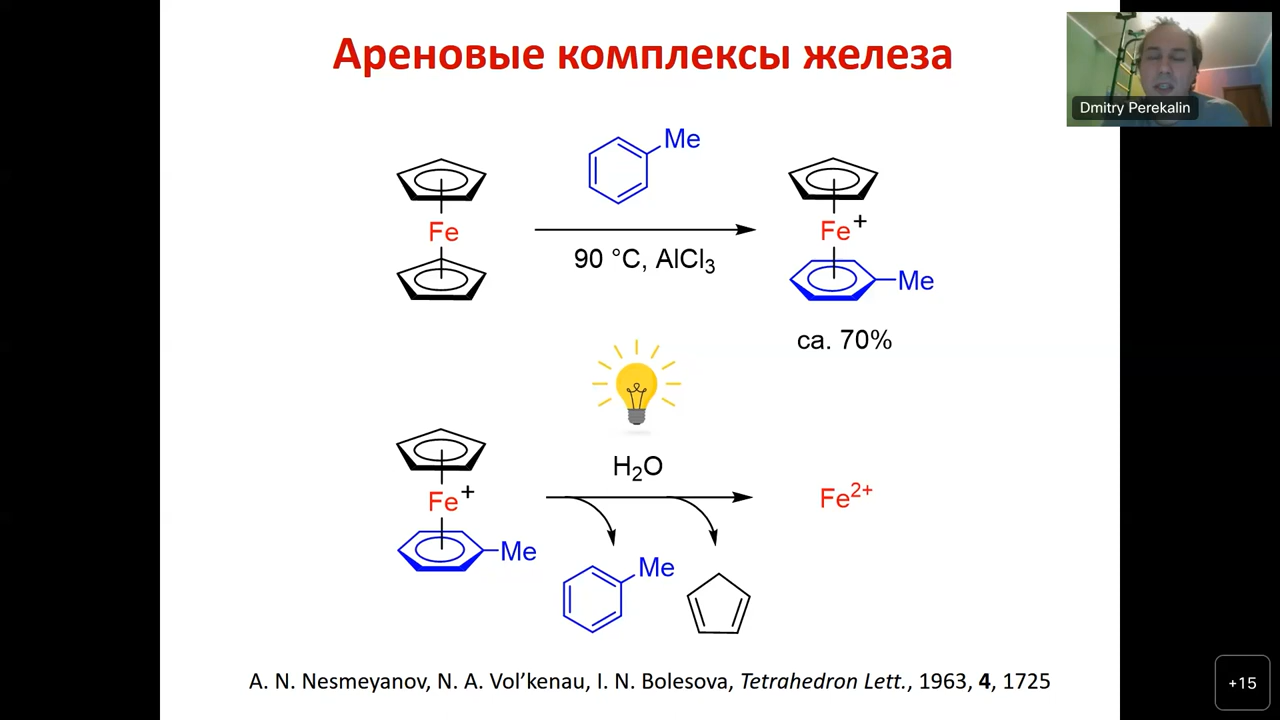 Ареновые комплексы железа
Dmitry Perekalin
Me
Fe
90 °C, AlCl₃
Fe⁺
Me
ca. 70%
H₂O
Fe⁺
Me
Fe²⁺
Me
A. N. Nesmeyanov, N. A. Vol’kenau, I. N. Bolesova, Tetrahedron Lett., 1963, 4, 1725
+15